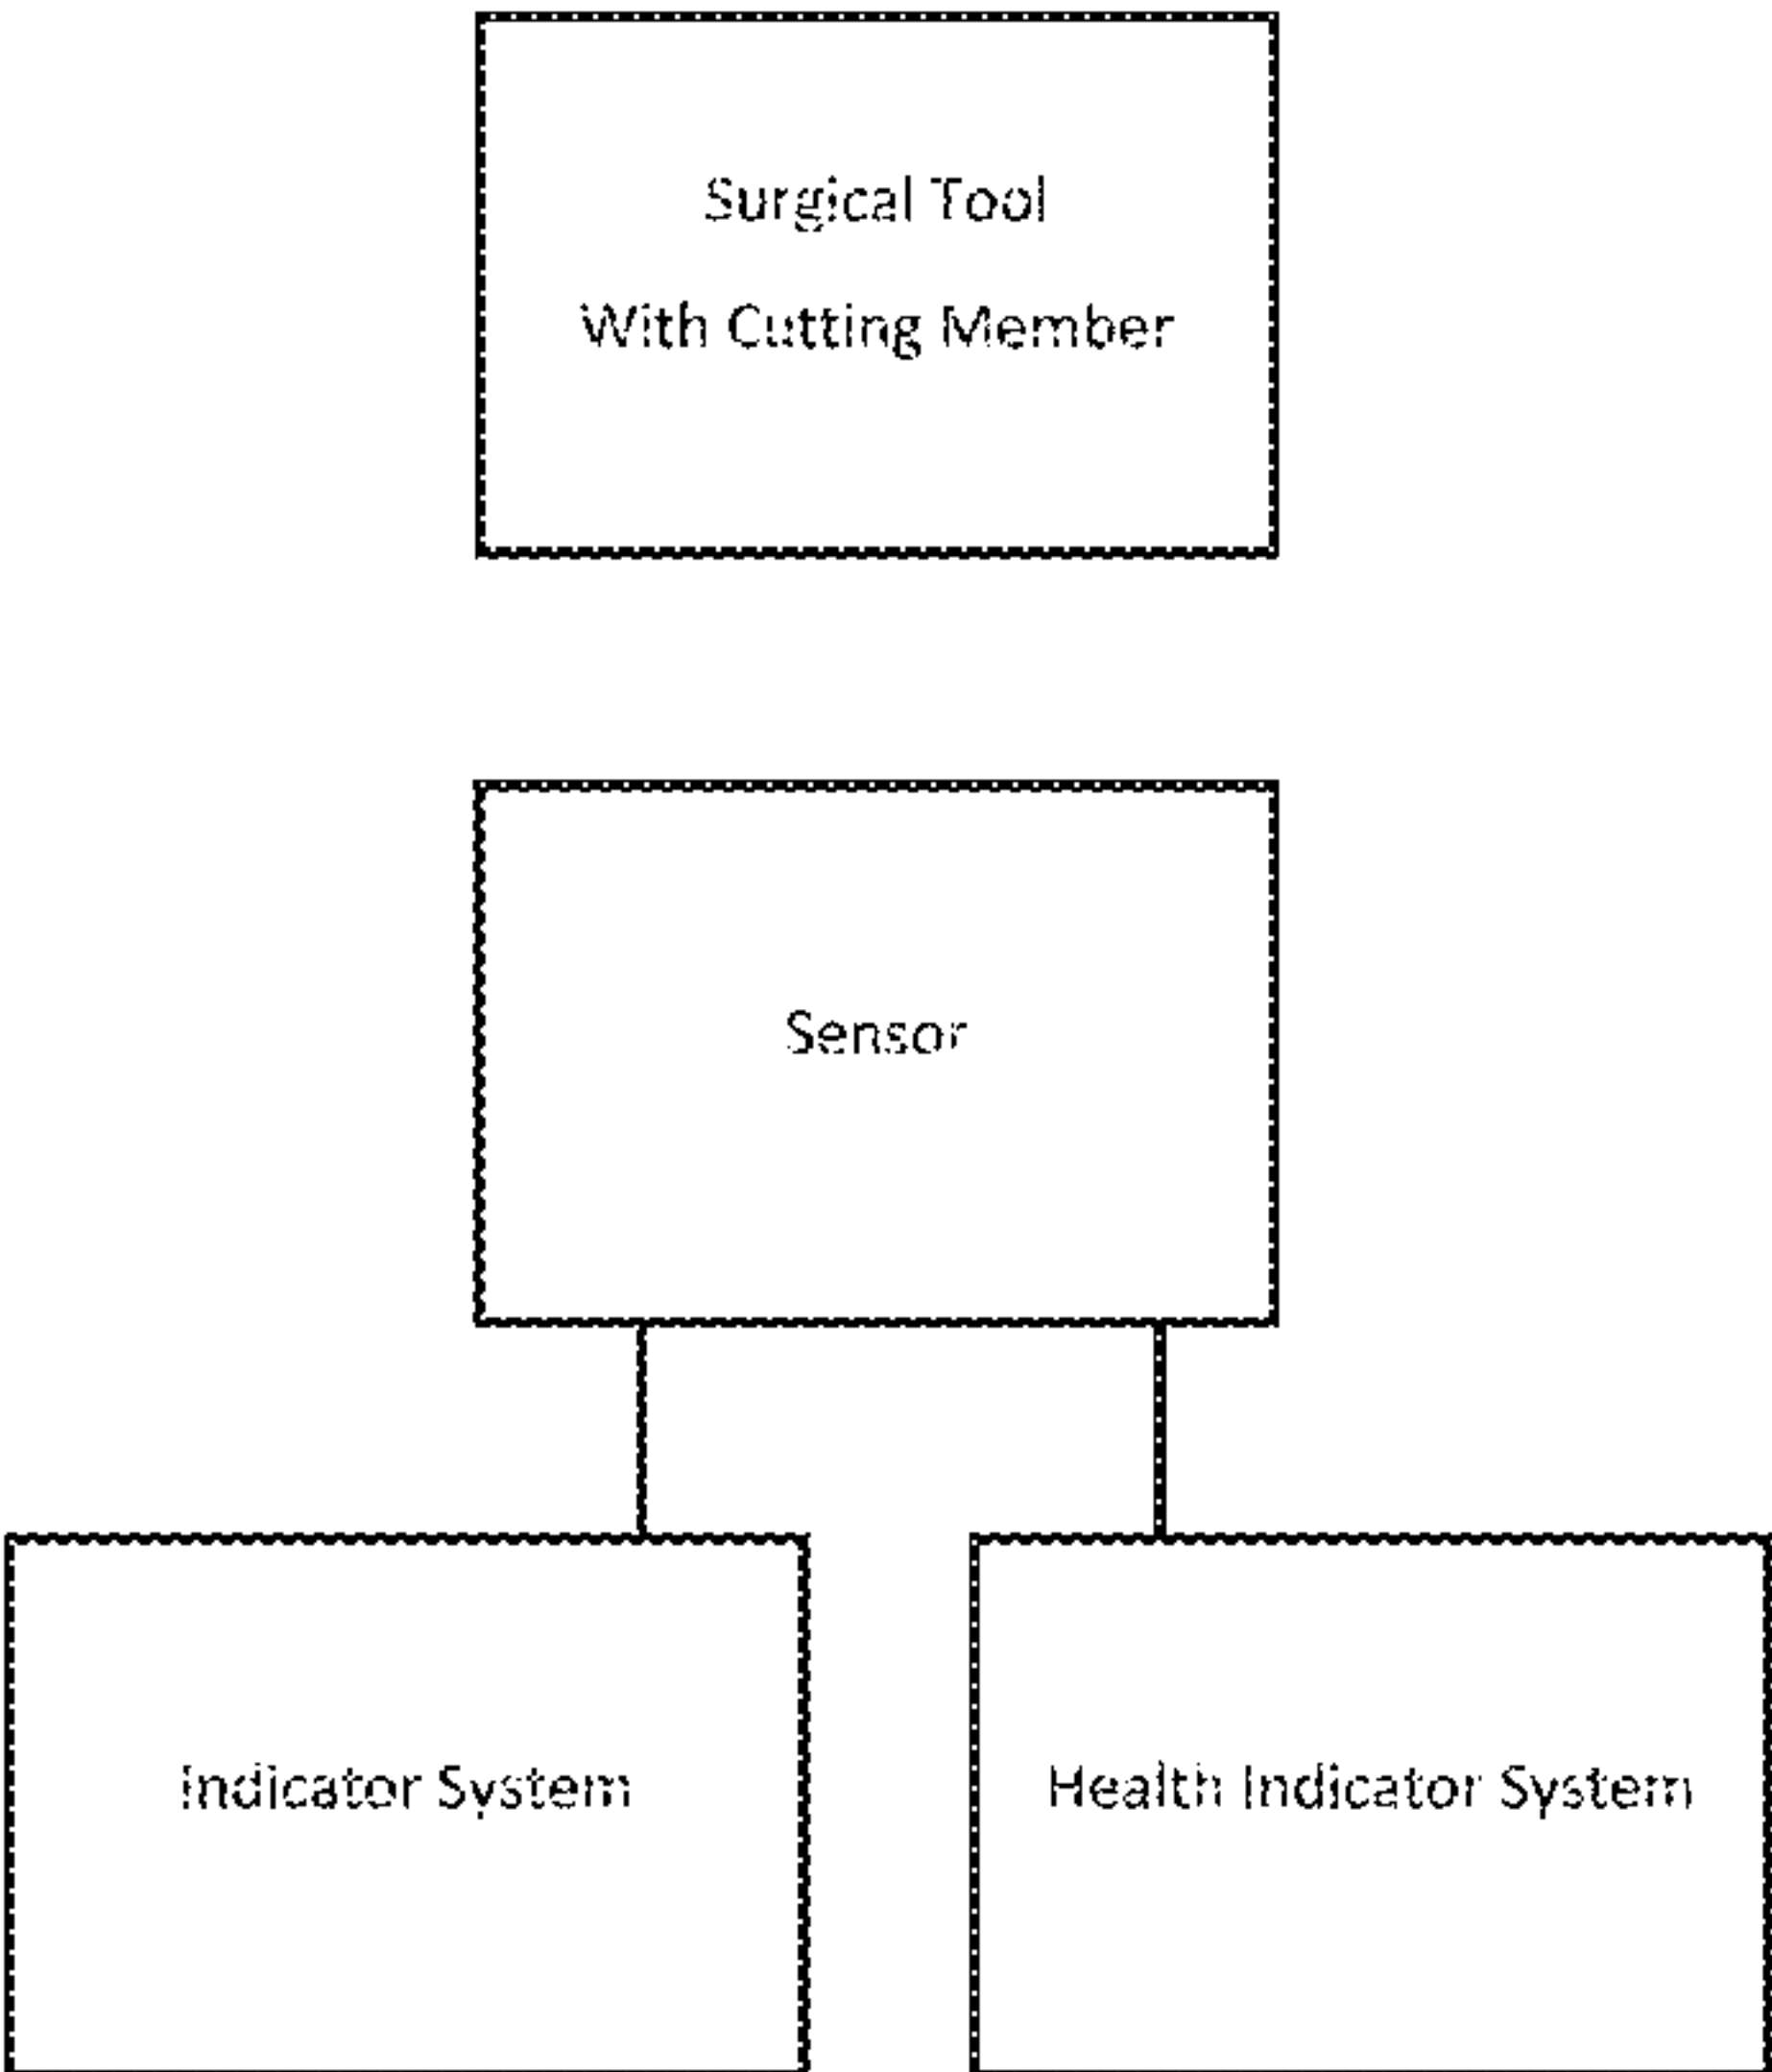 Surgical Tool
With Cutting Member
Sensor
Indicator System
Health Indicator System